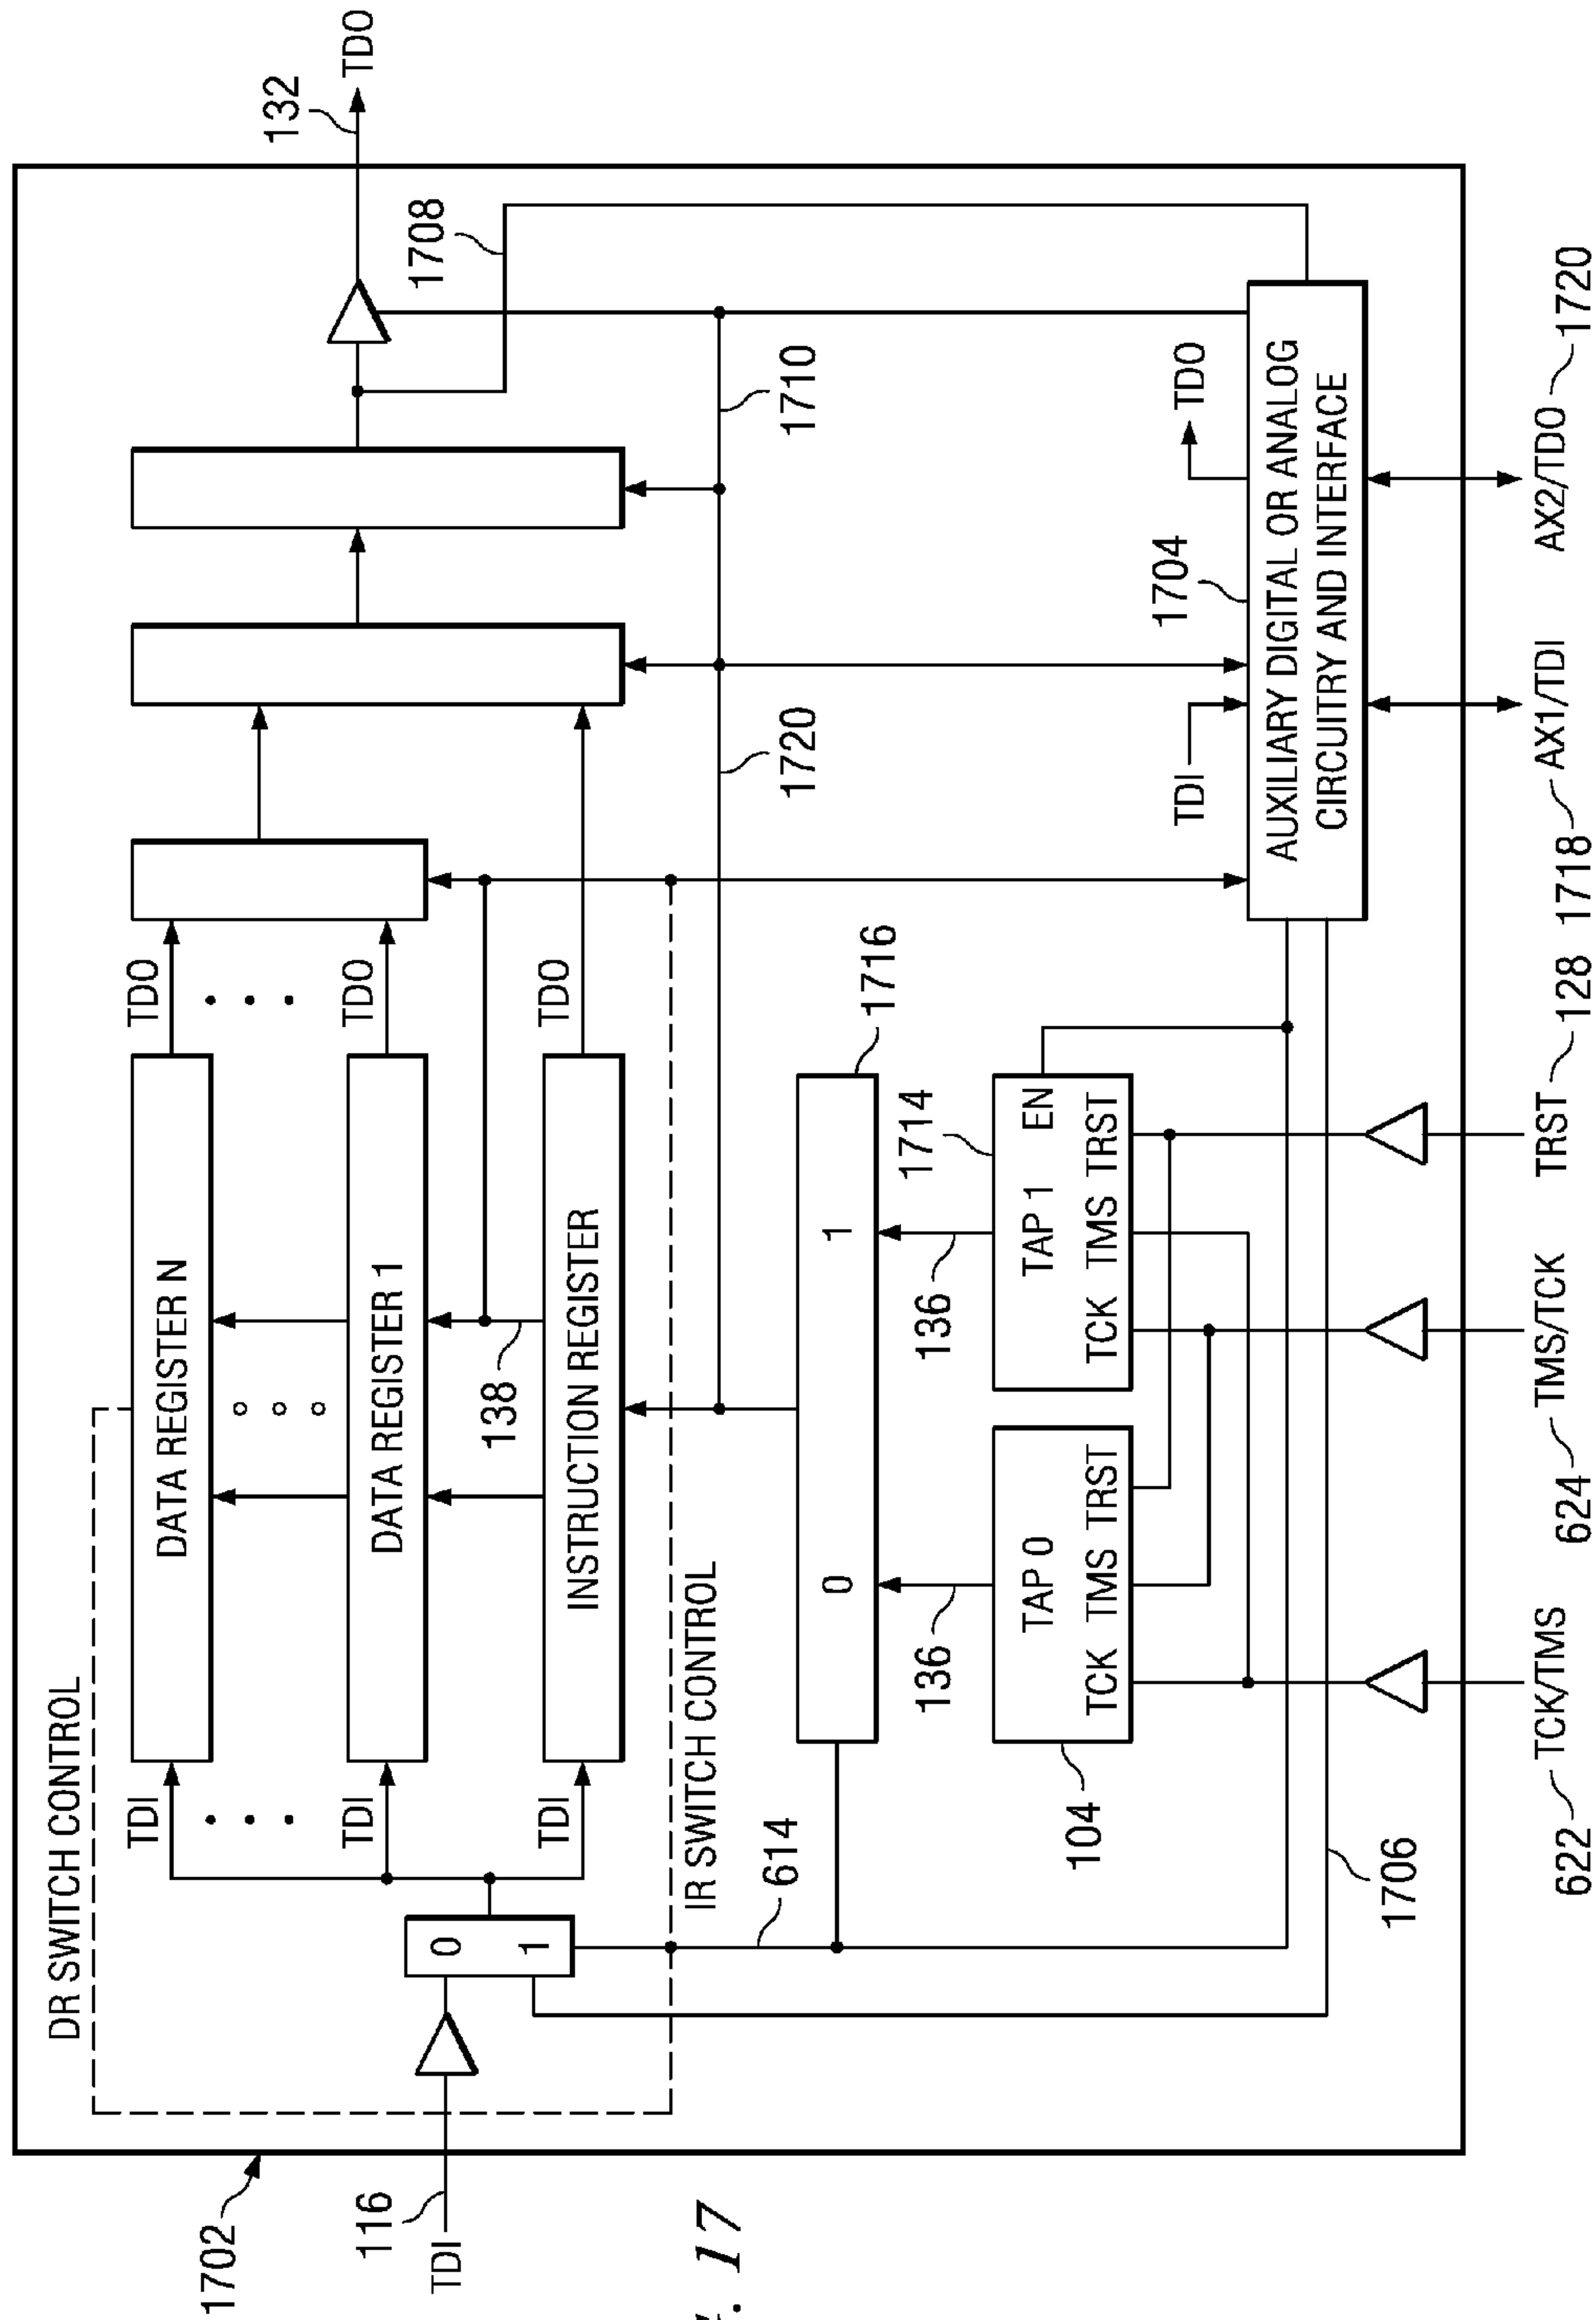 1702
116
TDI
DR SWITCH CONTROL
TDI
TDI
TDI
0
1
DATA REGISTER N
DATA REGISTER 1
INSTRUCTION REGISTER
138
TDO
TDO
TDO
132
TDO
1708
1710
1720
IR SWITCH CONTROL
614
0
1
1716
136
136
104
TAP 0
TCK TMS TRST
1714
TAP 1 EN
TCK TMS TRST
1706
TDI
TDO
1704
AUXILIARY DIGITAL OR ANALOG
CIRCUITRY AND INTERFACE
622 TCK/TMS
624 TMS/TCK
TRST 128
1718 AX1/TDI
AX2/TDO 1720
17